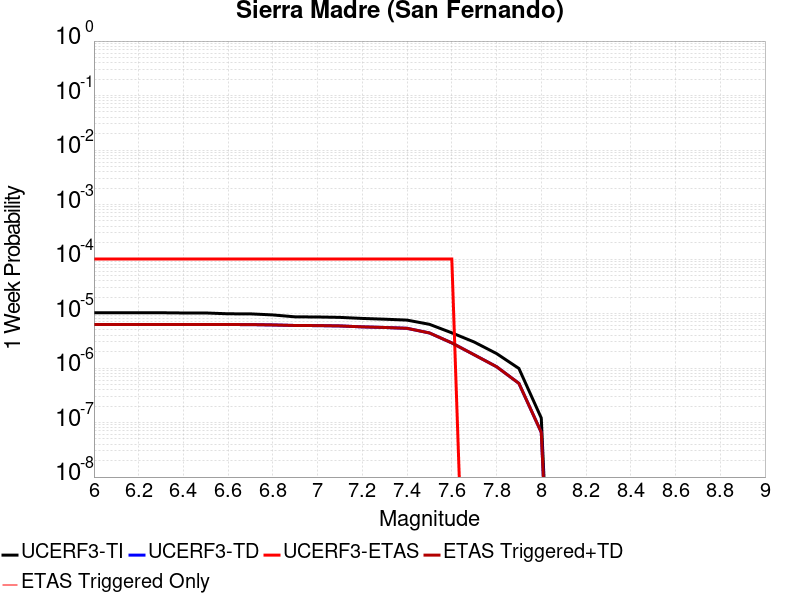 Sierra Madre (San Fernando)
1 Week Probability
10^0
10^-1
10^-2
10^-3
10^-4
10^-5
10^-6
10^-7
10^-8
6 6.2 6.4 6.6 6.8 7 7.2 7.4 7.6 7.8 8 8.2 8.4 8.6 8.8 9
Magnitude
UCERF3-TI UCERF3-TD UCERF3-ETAS ETAS Triggered+TD
ETAS Triggered Only